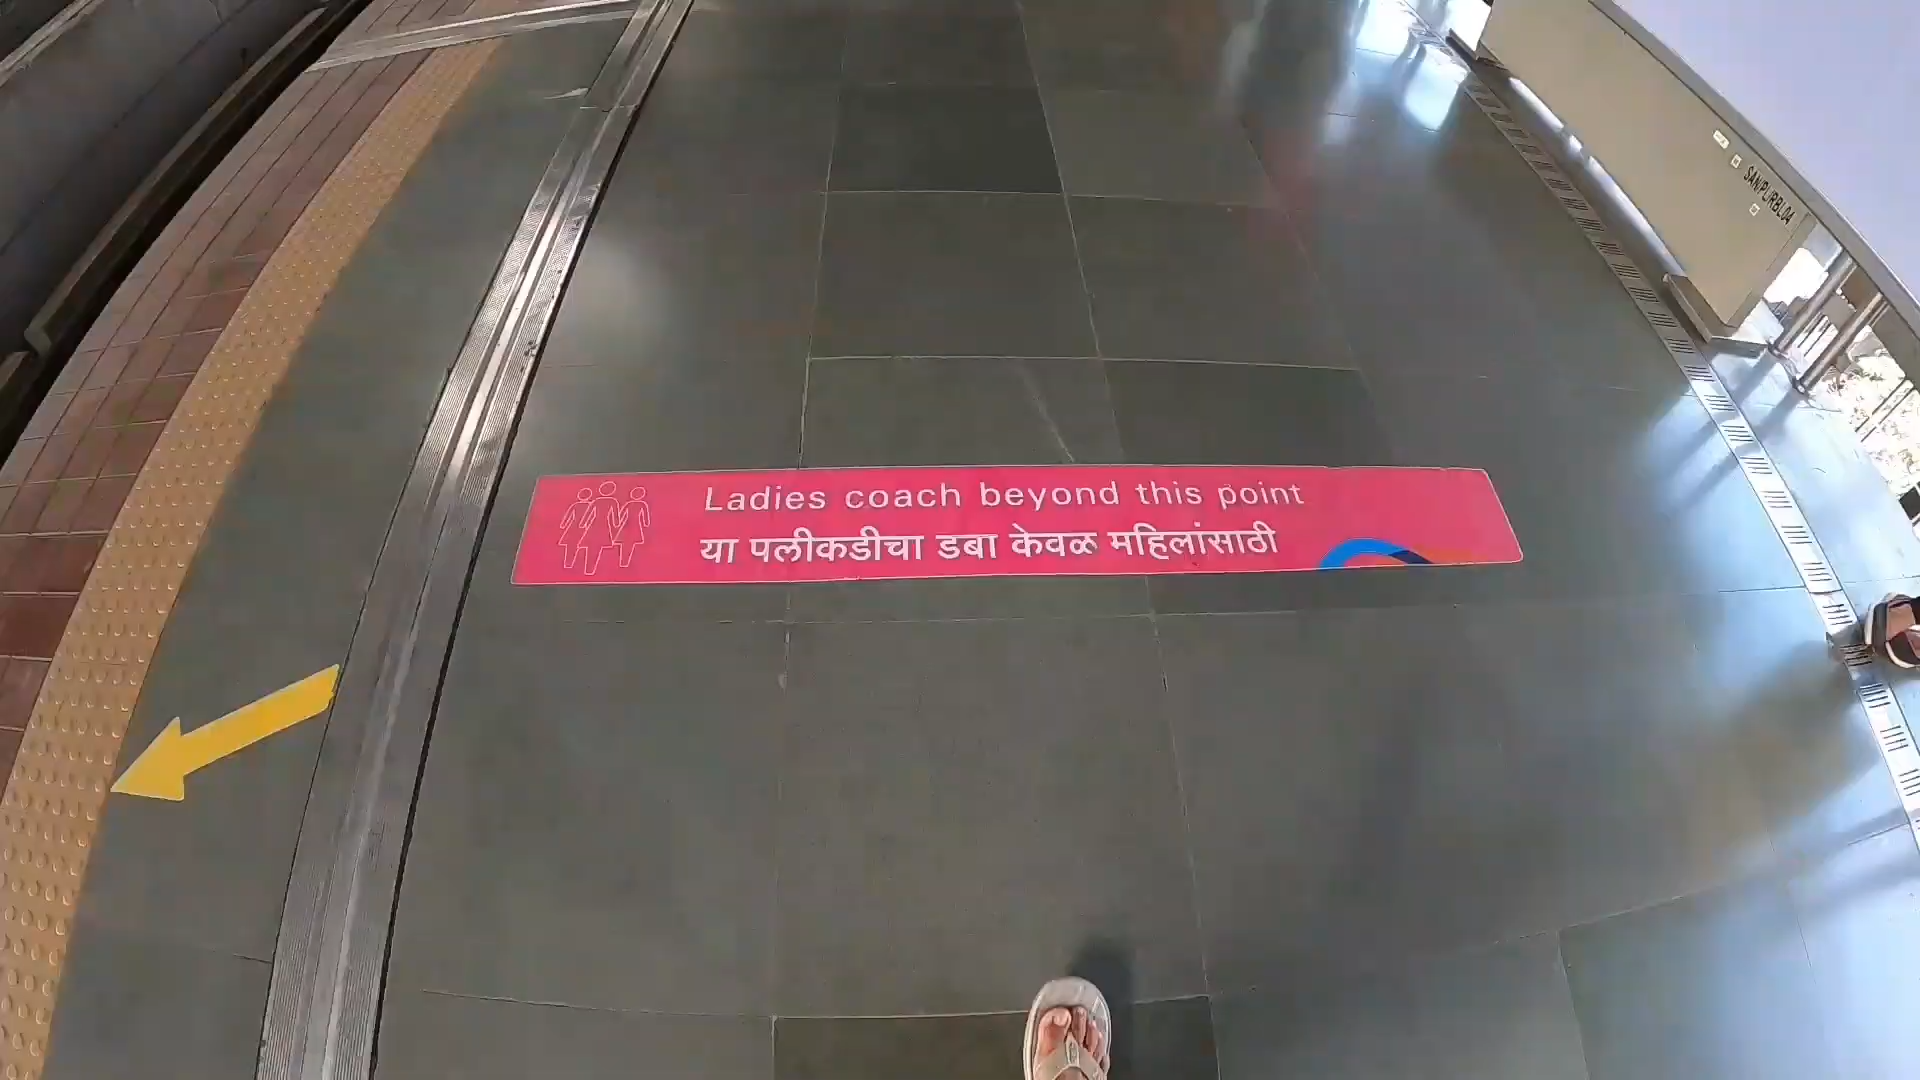 Ladies coach beyond this point
या पलीकडीचा डबा केवळ महिलांसाठी